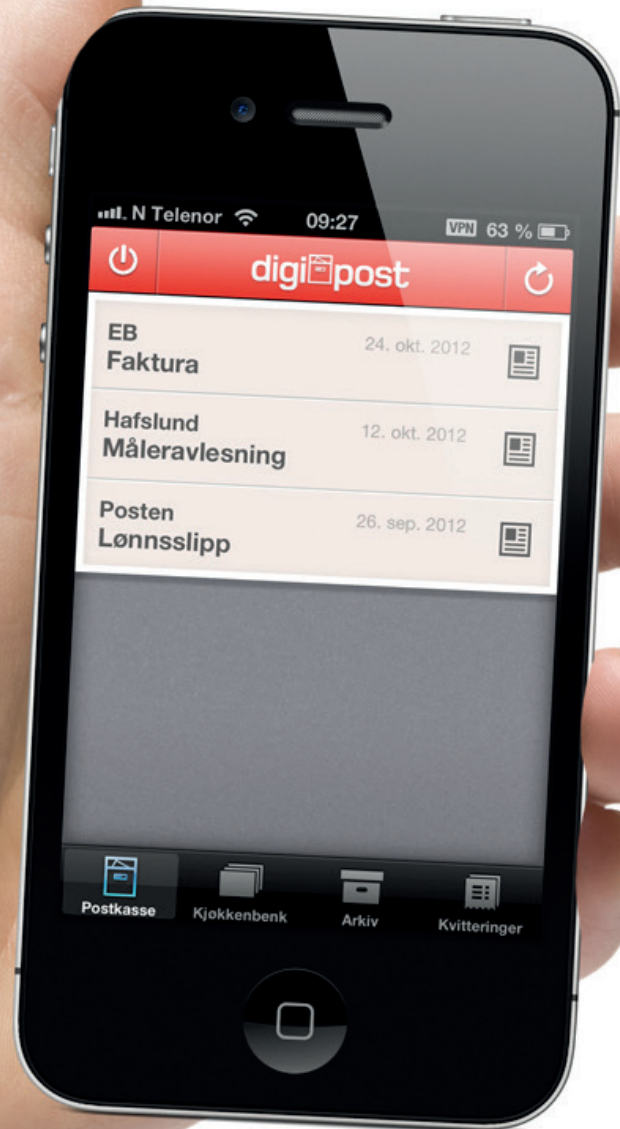 N Telenor 09:27 VPN 63 %
digipost
EB 24. okt. 2012
Faktura
Hafslund 12. okt. 2012
Måleravlesning
Posten 26. sep. 2012
Lønnsslipp
Postkasse Kjøkkenbenk Arkiv Kvitteringer